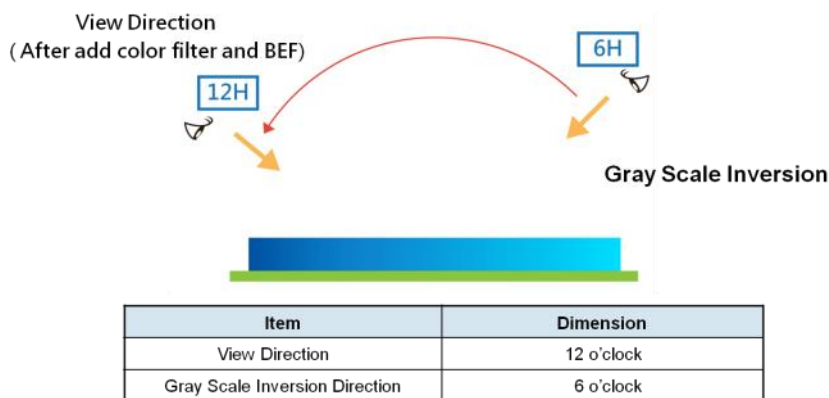 View Direction
( After add color filter and BEF)
6H
12H
Gray Scale Inversion
Item Dimension
View Direction 12 o'clock
Gray Scale Inversion Direction 6 o'clock